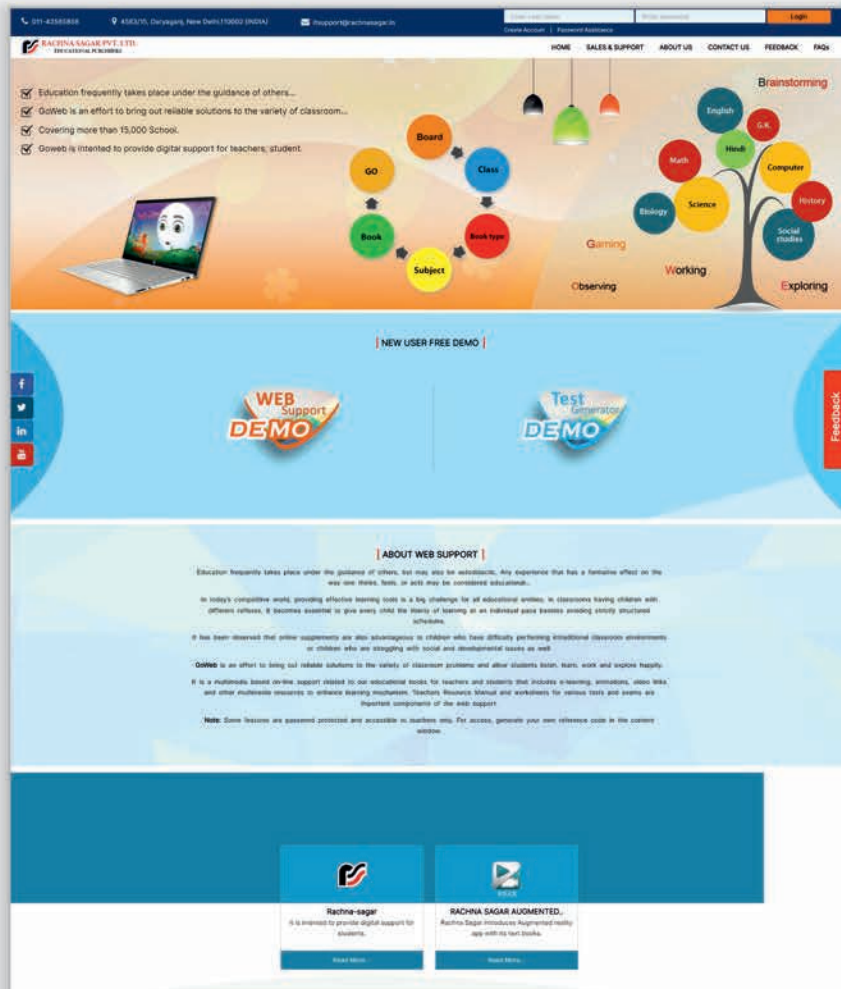 011-43585858
4583/15, Daryaganj, New Delhi,110002 (INDIA)
itsupport@rachnasagar.in
Login
Create Account | Password Assistance
RACHNA SAGAR PVT. LTD.
EDUCATIONAL PUBLISHERS
HOME SALES & SUPPORT ABOUT US CONTACT US FEEDBACK FAQs
Education frequently takes place under the guidance of others...
GoWeb is an effort to bring out reliable solutions to the variety of classroom...
Covering more than 15,000 School.
Goweb is intented to provide digital support for teachers, student.
Board
Class
Book type
Subject
Book
GO
Brainstorming
English
G.K.
Hindi
Math
Computer
Science
History
Biology
Social
studies
Gaming
Working
Observing
Exploring
NEW USER FREE DEMO
WEB
Support
DEMO
Test
Generator
DEMO
Feedback
ABOUT WEB SUPPORT
Education frequently takes place under the guidance of others, but may also be autodidactic. Any experience that has a formative effect on the
way one thinks, feels, or acts may be considered educational..
In today's competitive world, providing effective learning tools is a big challenge for all educational entities. In classrooms having children with
different reflexes, it becomes essential to give every child the liberty of learning at an individual pace besides avoiding strictly structured
schedules.
It has been observed that online supplements are also advantageous to children who have difficulty performing in classroom environments
or children who are struggling with social and developmental issues as well
GoWeb is an effort to bring out reliable solutions to the variety of classroom problems and allow students listen, learn, work and explore happily.
It is a multimedia based on-line support related to our educational books for teachers and students that includes e-learning, animations, video links
and other multimedia resources to enhance learning mechanism. Teachers Resource Manual and worksheets for various tests and exams are
important components of the web support
Note: Some features are password protected and accessible to teachers only. For access, generate your own reference code in the content
window
Rachna-sagar
It is intended to provide digital support for
students.
Read More
RACHNA SAGAR AUGMENTED..
Rachna Sagar introduces Augmented reality
app with its text books.
Read More